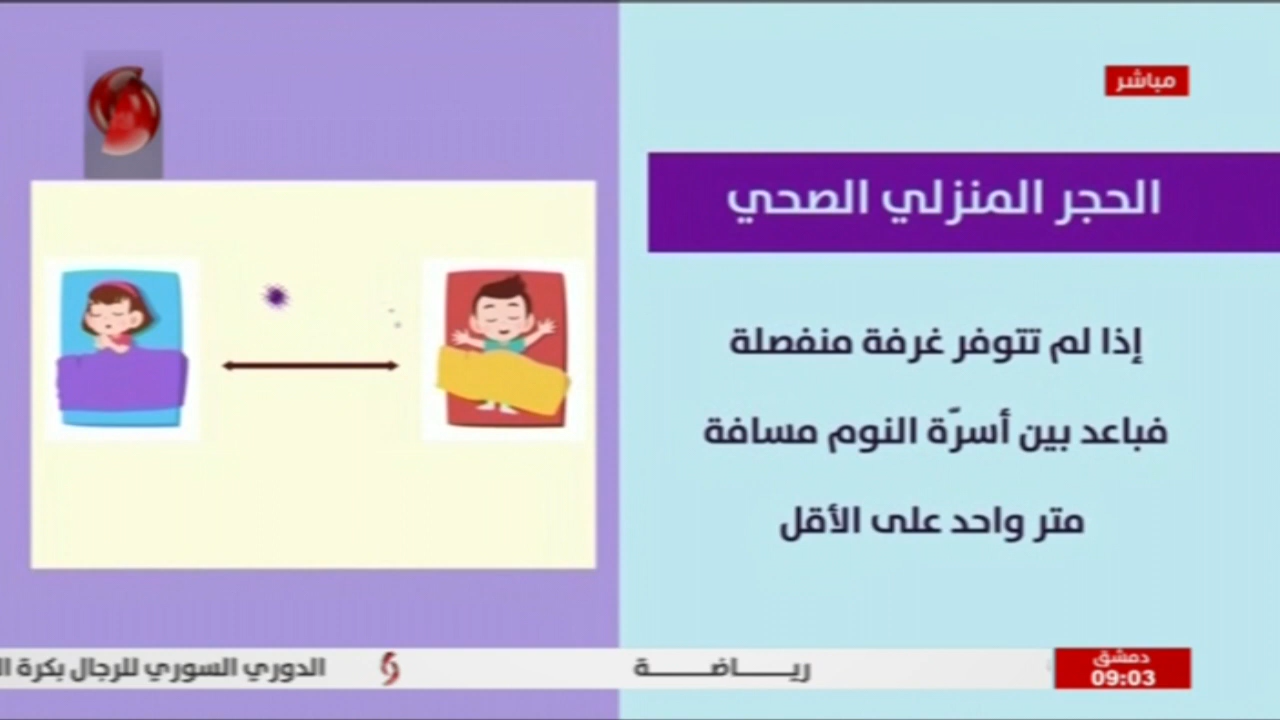 مباشر
الحجر المنزلي الصحي
إذا لم تتوفر غرفة منفصلة
فباعد بين أسرّة النوم مسافة
متر واحد على الأقل
دمشق
09:03
ريـــاضـــة
الدوري السوري للرجال بكرة